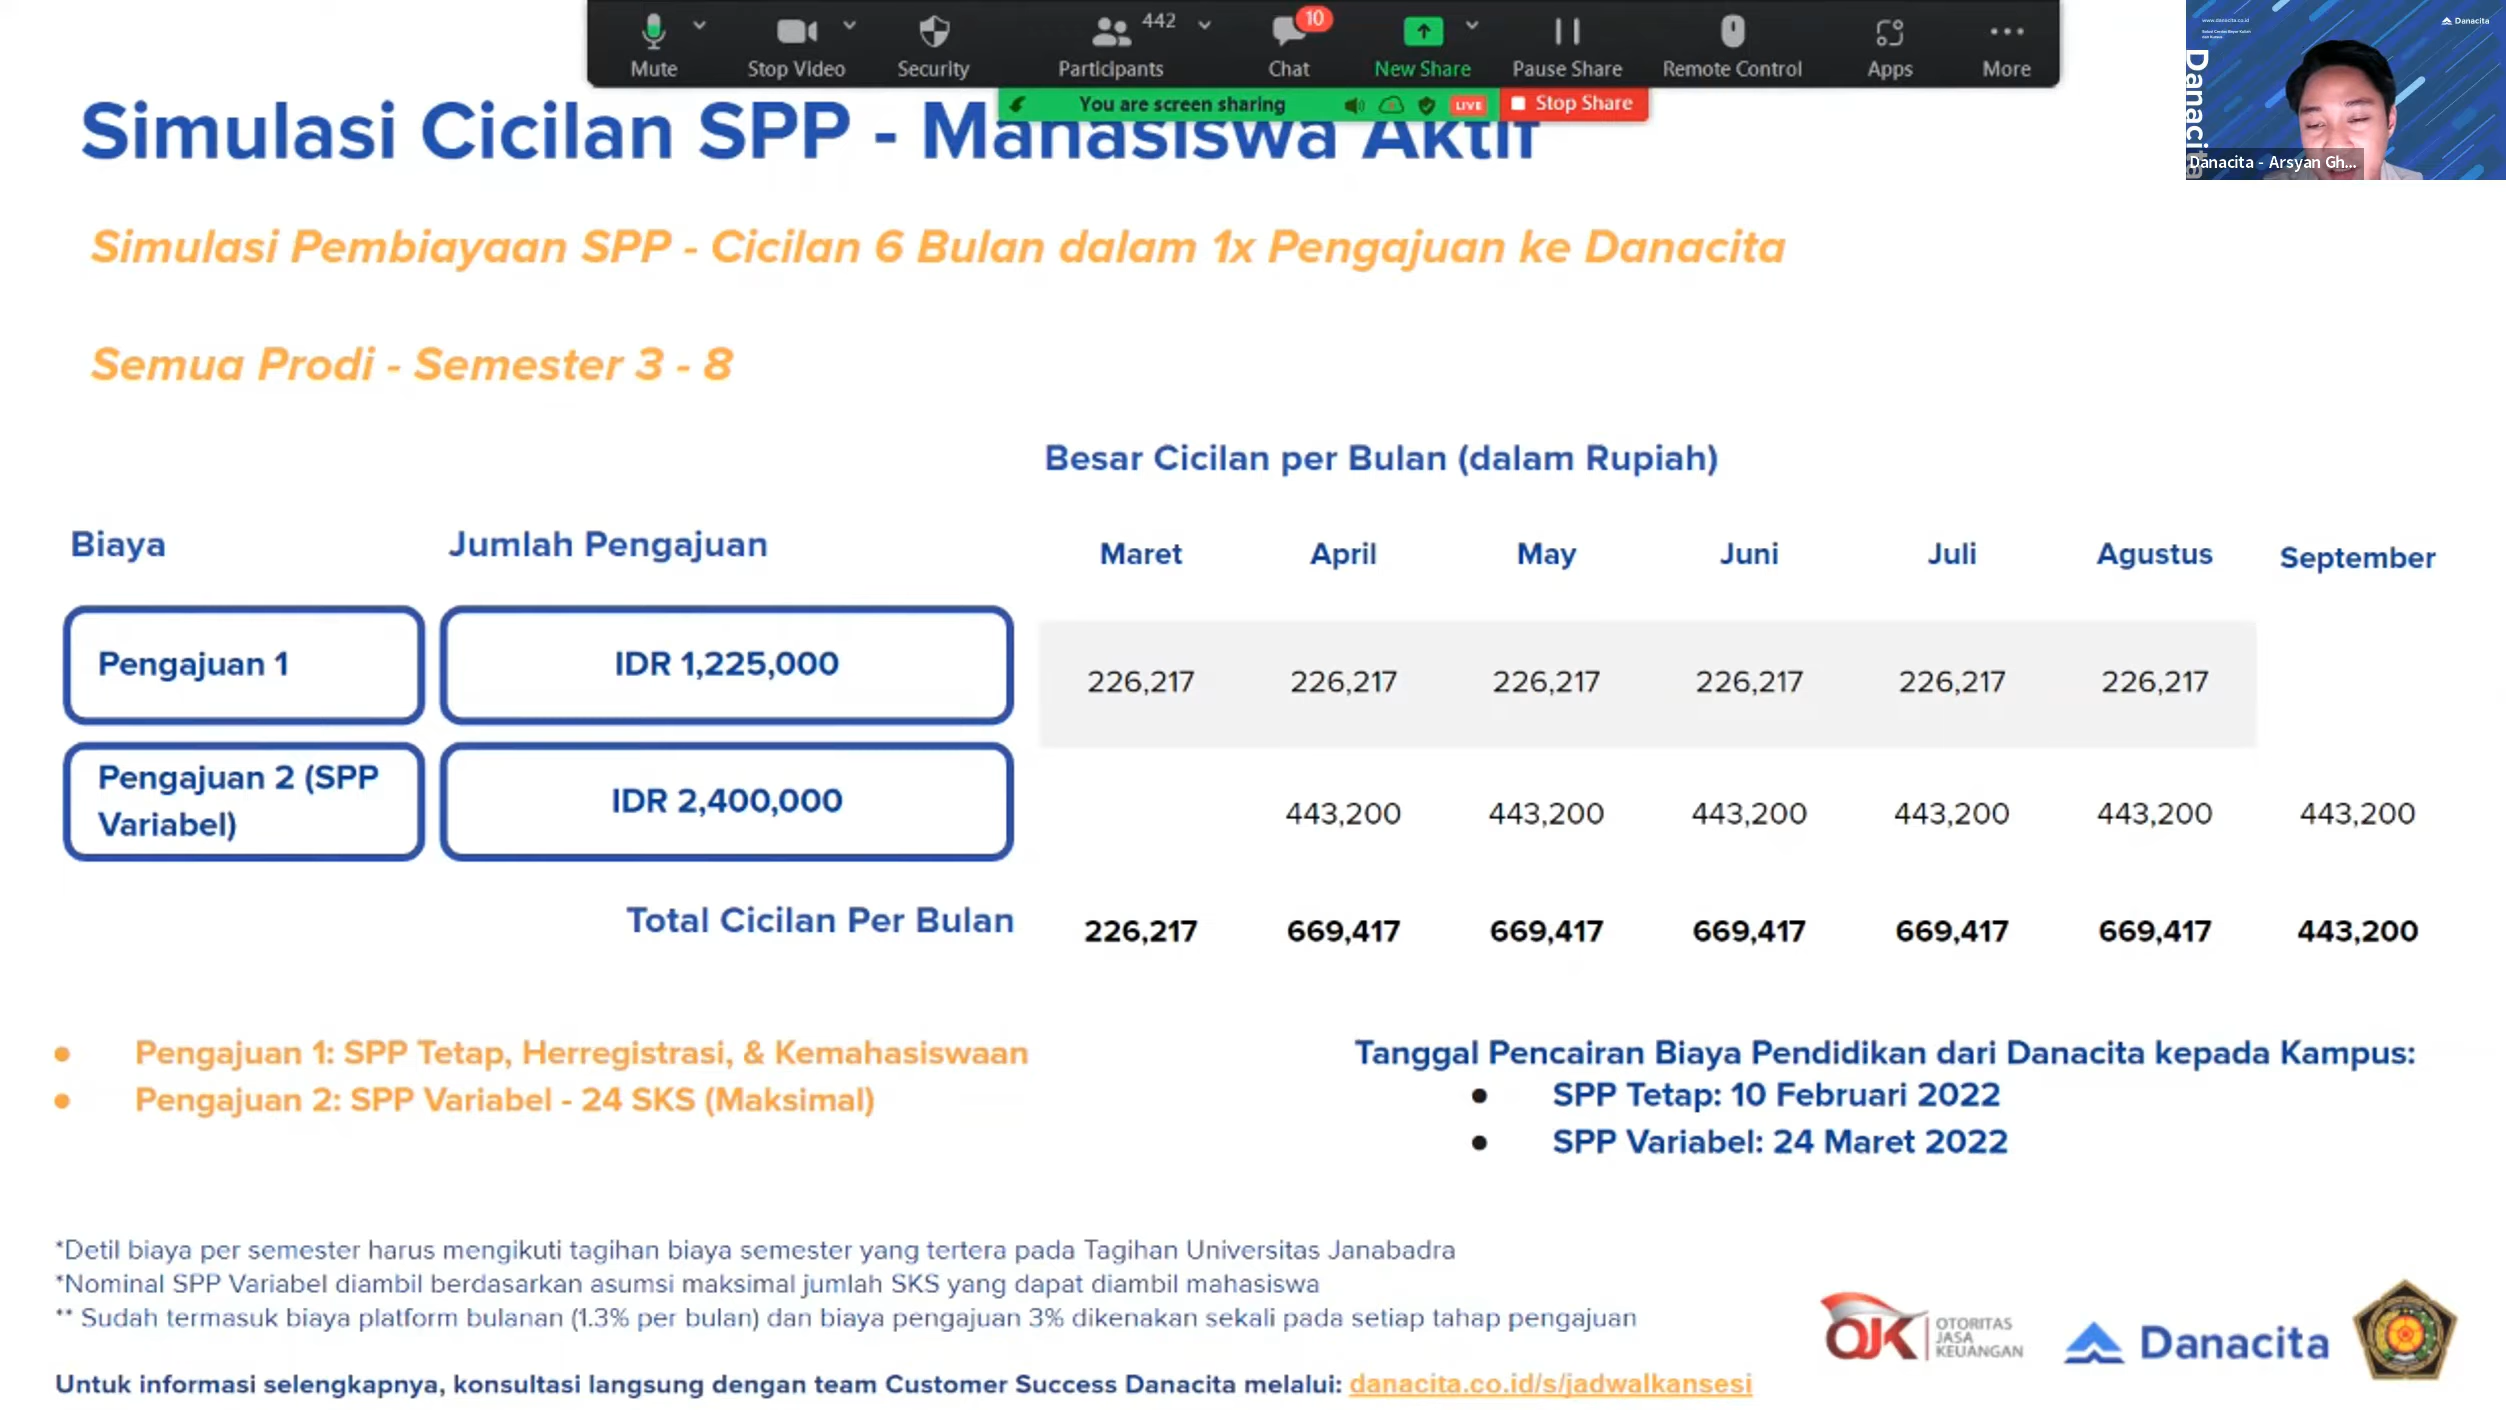 Mute
Stop Video
Security
Participants
442
Chat
10
New Share
Pause Share
Remote Control
Apps
More
You are screen sharing
LIVE
Stop Share
Danacita
Danacita
Danacita - Arsyan Gh...
Simulasi Cicilan SPP - Mahasiswa Aktif
Simulasi Pembiayaan SPP - Cicilan 6 Bulan dalam 1x Pengajuan ke Danacita
Semua Prodi - Semester 3 - 8
Besar Cicilan per Bulan (dalam Rupiah)
Biaya Jumlah Pengajuan Maret April May Juni Juli Agustus September
Pengajuan 1 IDR 1,225,000 226,217 226,217 226,217 226,217 226,217 226,217
Pengajuan 2 (SPP
Variabel)
IDR 2,400,000 443,200 443,200 443,200 443,200 443,200 443,200
Total Cicilan Per Bulan 226,217 669,417 669,417 669,417 669,417 669,417 443,200
● Pengajuan 1: SPP Tetap, Herregistrasi, & Kemahasiswaan
● Pengajuan 2: SPP Variabel - 24 SKS (Maksimal)
Tanggal Pencairan Biaya Pendidikan dari Danacita kepada Kampus:
● SPP Tetap: 10 Februari 2022
● SPP Variabel: 24 Maret 2022
*Detil biaya per semester harus mengikuti tagihan biaya semester yang tertera pada Tagihan Universitas Janabadra
*Nominal SPP Variabel diambil berdasarkan asumsi maksimal jumlah SKS yang dapat diambil mahasiswa
** Sudah termasuk biaya platform bulanan (1.3% per bulan) dan biaya pengajuan 3% dikenakan sekali pada setiap tahap pengajuan
Untuk informasi selengkapnya, konsultasi langsung dengan team Customer Success Danacita melalui: danacita.co.id/s/jadwalkansesi
OJK
OTORITAS
JASA
KEUANGAN
Danacita